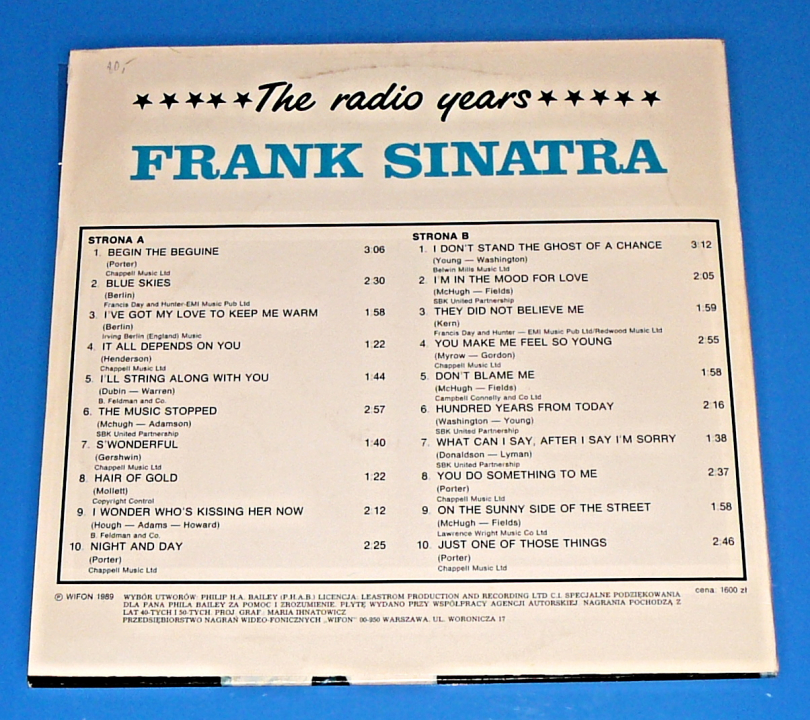 40,-
★★★★★The radio years★★★★★
FRANK SINATRA
STRONA A
1. BEGIN THE BEGUINE 3:06
(Porter)
Chappell Music Ltd
2. BLUE SKIES 2:30
(Berlin)
Francis Day and Hunter-EMI Music Pub Ltd
3. I'VE GOT MY LOVE TO KEEP ME WARM 1:58
(Berlin)
Irving Berlin (England) Music
4. IT ALL DEPENDS ON YOU 1:22
(Henderson)
Chappell Music Ltd
5. I'LL STRING ALONG WITH YOU 1:44
(Dubin — Warren)
B. Feldman and Co.
6. THE MUSIC STOPPED 2:57
(Mchugh — Adamson)
SBK United Partnership
7. S'WONDERFUL 1:40
(Gershwin)
Chappell Music Ltd
8. HAIR OF GOLD 1:22
(Mollett)
Copyright Control
9. I WONDER WHO'S KISSING HER NOW 2:12
(Hough — Adams — Howard)
B. Feldman and Co.
10. NIGHT AND DAY 2:25
(Porter)
Chappell Music Ltd
STRONA B
1. I DON'T STAND THE GHOST OF A CHANCE 3:12
(Young — Washington)
Belwin Mills Music Ltd
2. I'M IN THE MOOD FOR LOVE 2:05
(McHugh — Fields)
SBK United Partnership
3. THEY DID NOT BELIEVE ME 1:59
(Kern)
Francis Day and Hunter — EMI Music Pub Ltd/Redwood Music Ltd
4. YOU MAKE ME FEEL SO YOUNG 2:55
(Myrow — Gordon)
Chappell Music Ltd
5. DON'T BLAME ME 1:58
(McHugh — Fields)
Campbell Connelly and Co Ltd
6. HUNDRED YEARS FROM TODAY 2:16
(Washington — Young)
SBK United Partnership
7. WHAT CAN I SAY, AFTER I SAY I'M SORRY 1:38
(Donaldson — Lyman)
SBK United Partnership
8. YOU DO SOMETHING TO ME 2:37
(Porter)
Chappell Music Ltd
9. ON THE SUNNY SIDE OF THE STREET 1:58
(McHugh — Fields)
Lawrence Wright Music Co Ltd
10. JUST ONE OF THOSE THINGS 2:46
(Porter)
Chappell Music Ltd
Ⓟ WIFON 1989
WYBÓR UTWORÓW: PHILIP H.A. BAILEY (P.H.A.B.) LICENCJA: LEASTROM PRODUCTION AND RECORDING LTD C.I. SPECJALNE PODZIĘKOWANIA
DLA PANA PHILA BAILEY ZA POMOC I ZROZUMIENIE. PŁYTĘ WYDANO PRZY WSPÓŁPRACY AGENCJI AUTORSKIEJ. NAGRANIA POCHODZĄ Z
LAT 40-TYCH I 50-TYCH. PROJ. GRAF.: MARIA IHNATOWICZ
PRZEDSIĘBIORSTWO NAGRAŃ WIDEO-FONICZNYCH „WIFON" 00-950 WARSZAWA. UL. WORONICZA 17
cena: 1600 zł